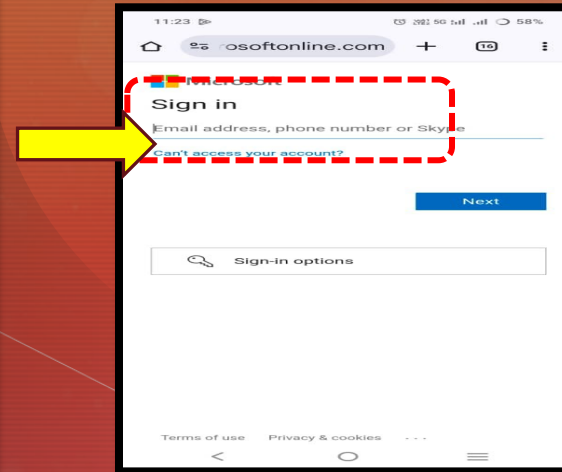 11:23
5G 58%
rosoftonline.com
16
Microsoft
Sign in
Email address, phone number or Skype
Can't access your account?
Next
Sign-in options
Terms of use Privacy & cookies ...